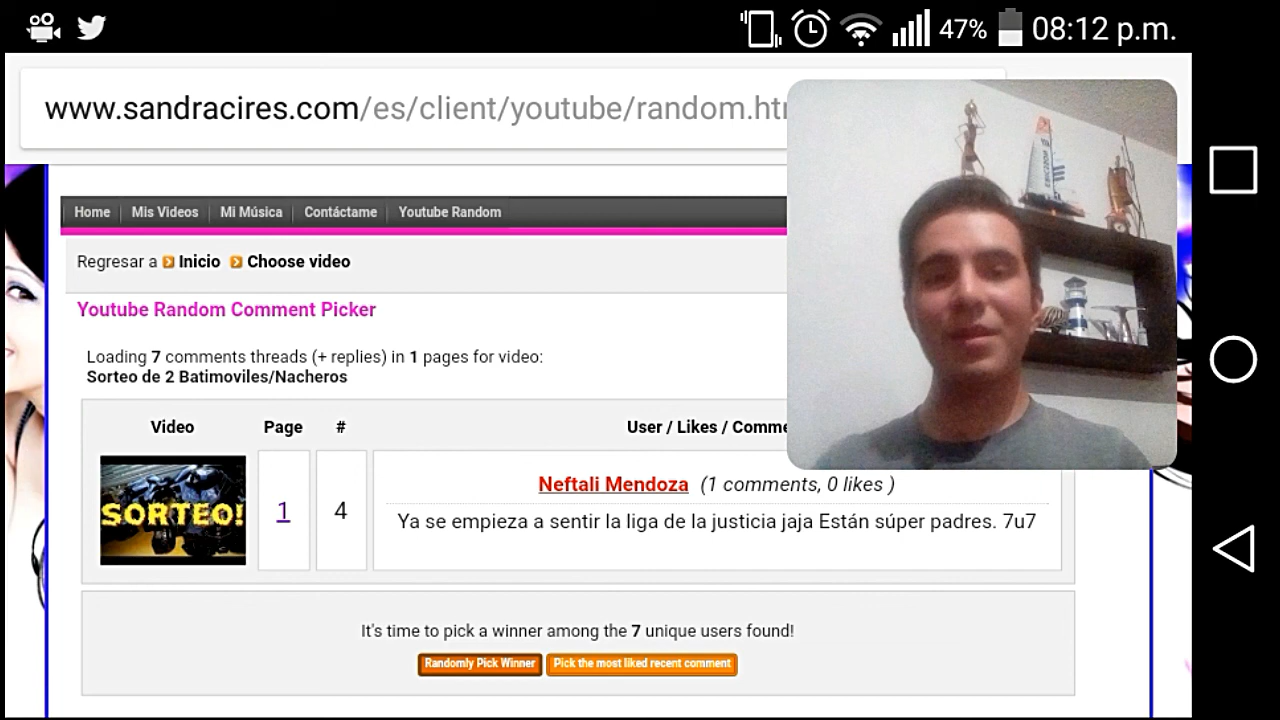 47% 08:12 p.m.
www.sandracires.com/es/client/youtube/random.ht
Home Mis Videos Mi Música Contáctame Youtube Random
Regresar a Inicio Choose video
Youtube Random Comment Picker
Loading 7 comments threads (+ replies) in 1 pages for video:
Sorteo de 2 Batimoviles/Nacheros
Video Page # User / Likes / Comme
SORTEO!
1
4
Neftali Mendoza (1 comments, 0 likes )
Ya se empieza a sentir la liga de la justicia jaja Están súper padres. 7u7
It's time to pick a winner among the 7 unique users found!
Randomly Pick Winner Pick the most liked recent comment